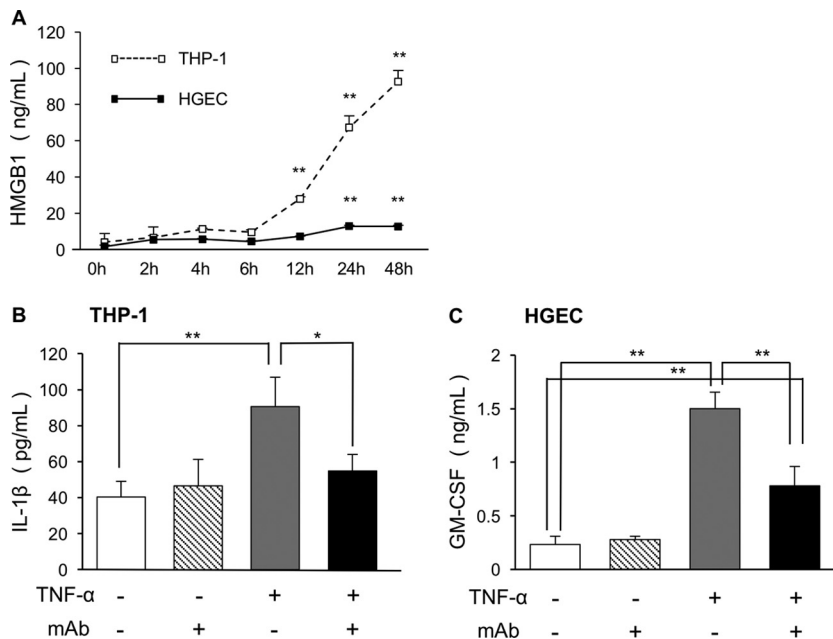 A
HMGB1 ( ng/mL )
120
100
80
60
40
20
0
THP-1
HGEC
**
**
**
**
**
0h 2h 4h 6h 12h 24h 48h
B THP-1
IL-1β ( pg/mL )
120
100
80
60
40
20
0
** *
TNF-α - - + +
mAb - + - +
C HGEC
GM-CSF ( ng/mL )
2
1.5
1
0.5
0
** **
**
TNF-α - - + +
mAb - + - +